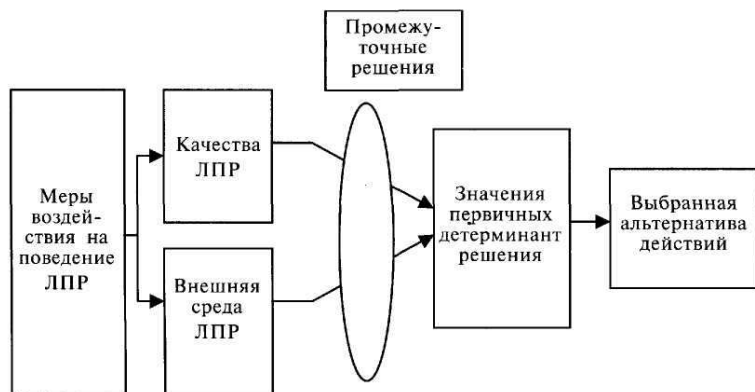 Промежу-
точные
решения
Меры
воздей-
ствия на
поведение
ЛПР
Качества
ЛПР
Внешняя
среда
ЛПР
Значения
первичных
детерминант
решения
Выбранная
альтернатива
действий